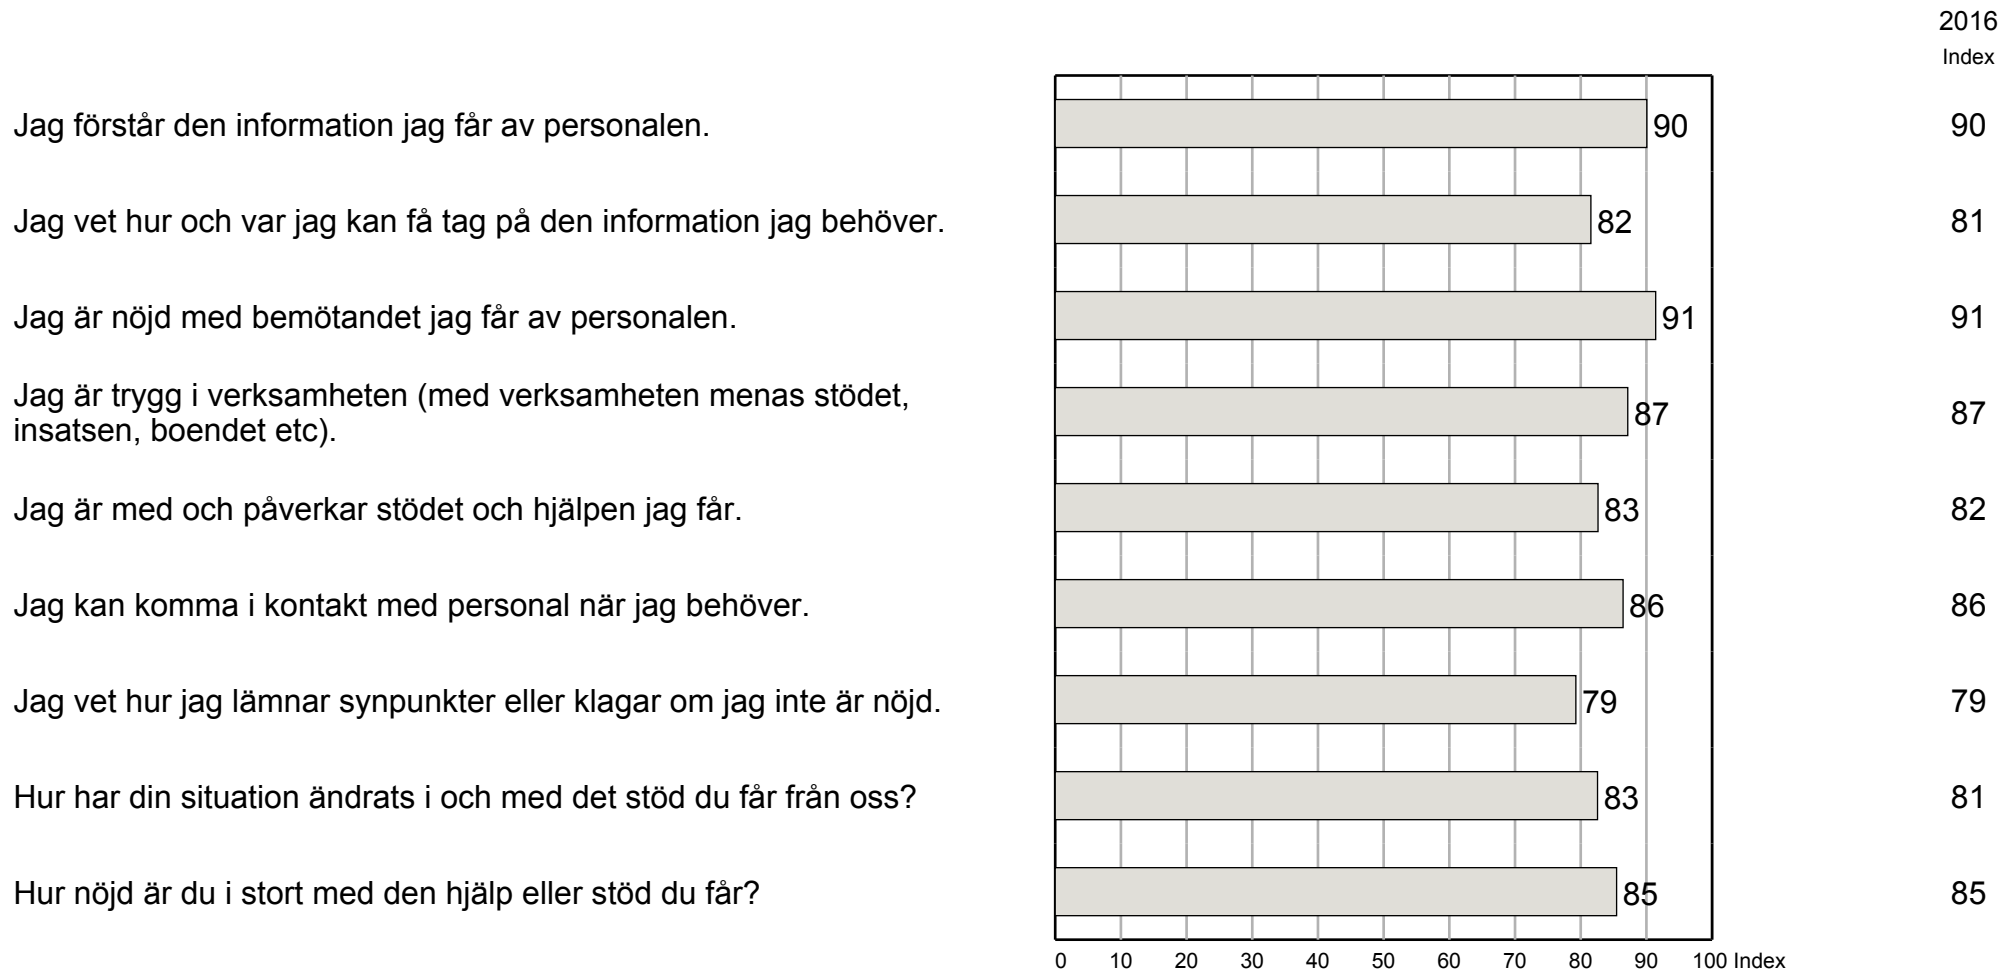 2016
Index
Jag förstår den information jag får av personalen. 90 90
Jag vet hur och var jag kan få tag på den information jag behöver. 82 81
Jag är nöjd med bemötandet jag får av personalen. 91 91
Jag är trygg i verksamheten (med verksamheten menas stödet,
insatsen, boendet etc). 87 87
Jag är med och påverkar stödet och hjälpen jag får. 83 82
Jag kan komma i kontakt med personal när jag behöver. 86 86
Jag vet hur jag lämnar synpunkter eller klagar om jag inte är nöjd. 79 79
Hur har din situation ändrats i och med det stöd du får från oss? 83 81
Hur nöjd är du i stort med den hjälp eller stöd du får? 85 85
0 10 20 30 40 50 60 70 80 90 100 Index